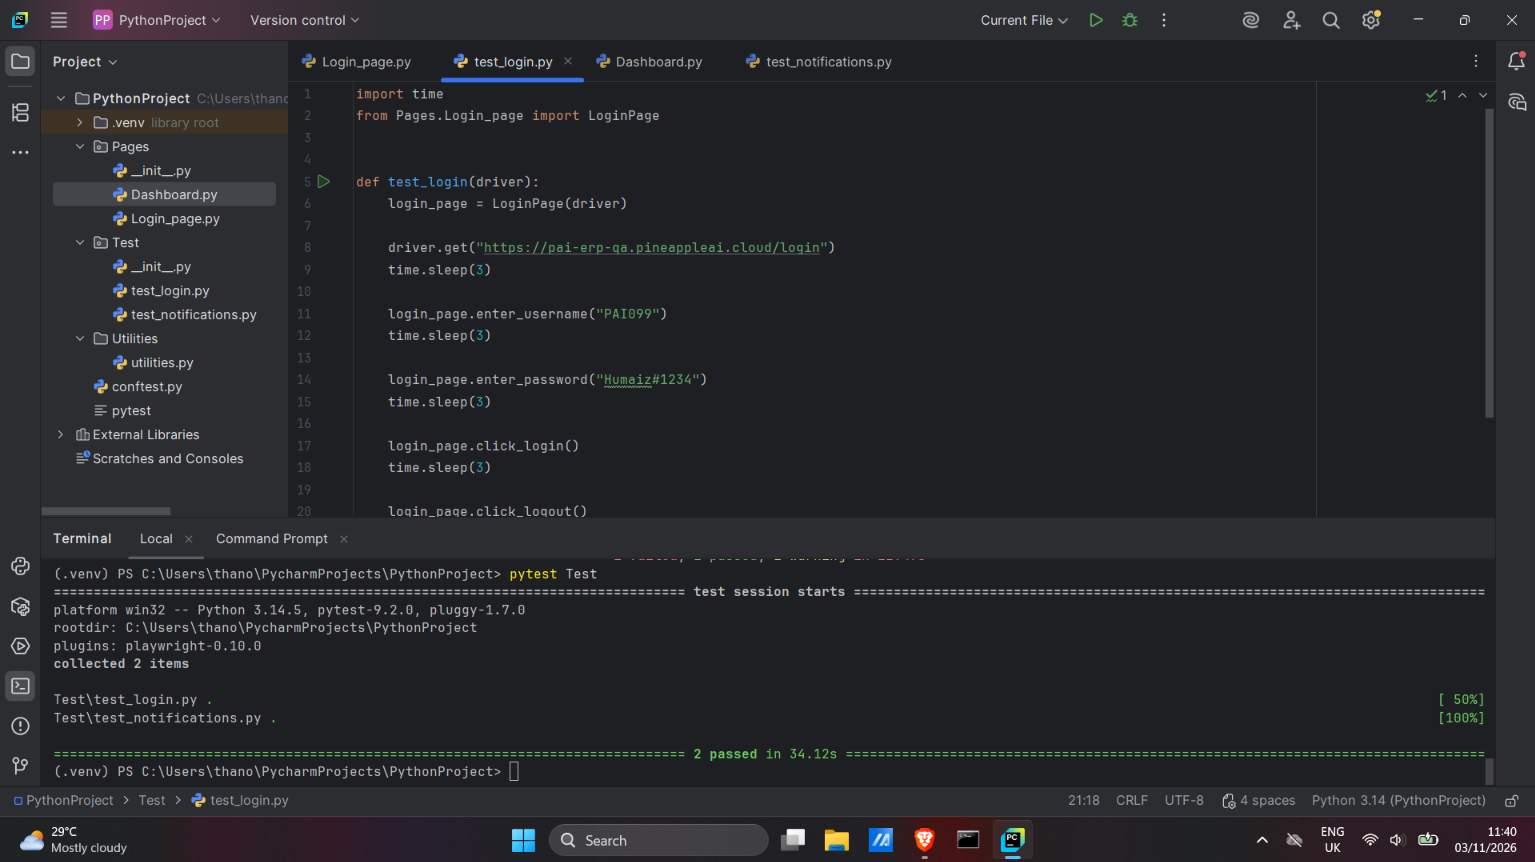 PP PythonProject
Version control
Current File
Project
Login_page.py
test_login.py
Dashboard.py
test_notifications.py
PythonProject C:\Users\thano
.venv library root
Pages
__init__.py
Dashboard.py
Login_page.py
Test
__init__.py
test_login.py
test_notifications.py
Utilities
utilities.py
conftest.py
pytest
External Libraries
Scratches and Consoles
1 import time
2 from Pages.Login_page import LoginPage
3
4
5 def test_login(driver):
6 login_page = LoginPage(driver)
7
8 driver.get("https://pai-erp-qa.pineappleai.cloud/login")
9 time.sleep(3)
10
11 login_page.enter_username("PAI099")
12 time.sleep(3)
13
14 login_page.enter_password("Humaiz#1234")
15 time.sleep(3)
16
17 login_page.click_login()
18 time.sleep(3)
19
20 login_page.click_logout()
1
Terminal
Local
Command Prompt
(.venv) PS C:\Users\thano\PycharmProjects\PythonProject> pytest Test
test session starts
platform win32 -- Python 3.14.5, pytest-9.2.0, pluggy-1.7.0
rootdir: C:\Users\thano\PycharmProjects\PythonProject
plugins: playwright-0.10.0
collected 2 items
Test\test_login.py . [ 50%]
Test\test_notifications.py . [100%]
2 passed in 34.12s
(.venv) PS C:\Users\thano\PycharmProjects\PythonProject>
PythonProject > Test > test_login.py
21:18 CRLF UTF-8 4 spaces Python 3.14 (PythonProject)
29°C
Mostly cloudy
Search
ENG
UK
11:40
03/11/2026